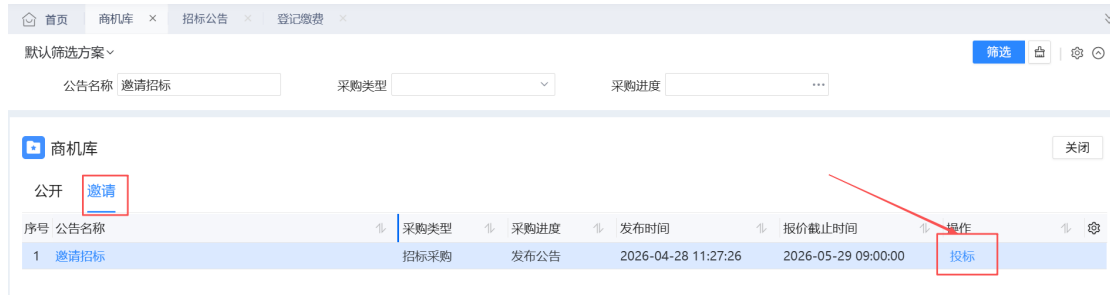 首页 商机库 × 招标公告 × 登记缴费 ×
默认筛选方案 筛选
公告名称 邀请招标 采购类型 采购进度 ...
商机库 关闭
公开 邀请
序号 公告名称 采购类型 采购进度 发布时间 报价截止时间 操作
1 邀请招标 招标采购 发布公告 2026-04-28 11:27:26 2026-05-29 09:00:00 投标